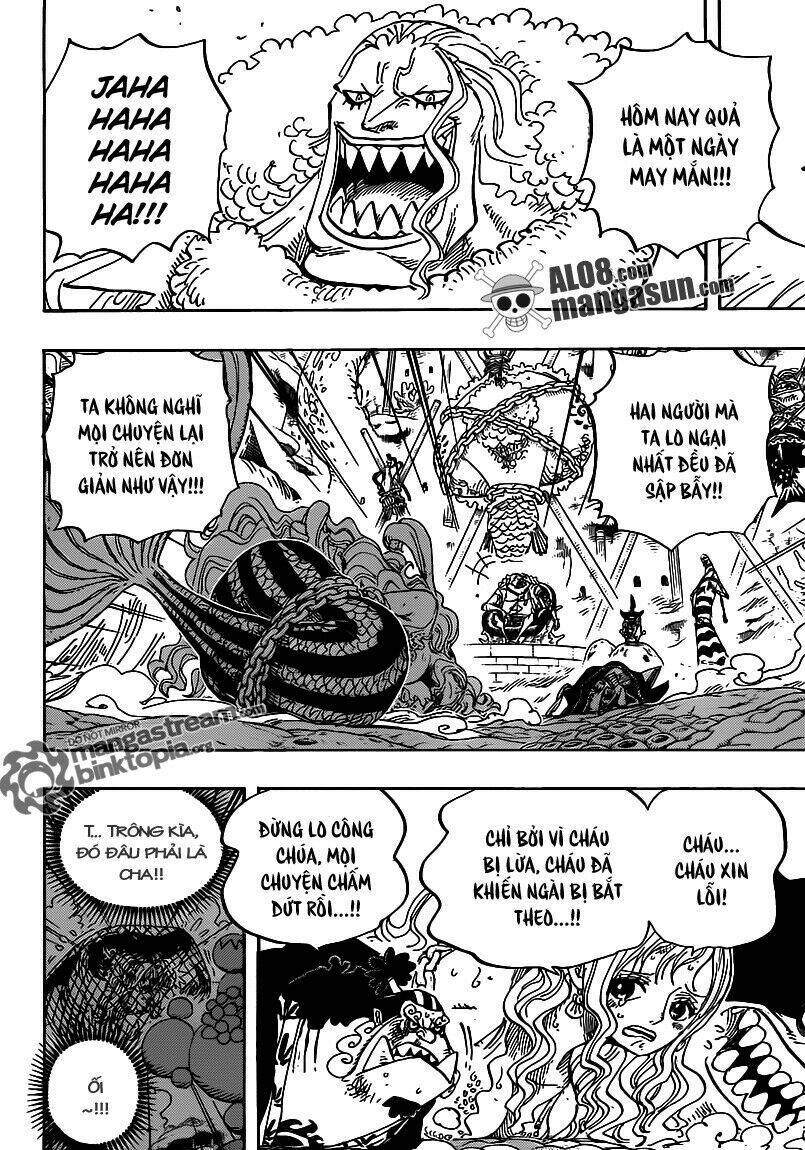 HÔM NAY QUẢ
LÀ MỘT NGÀY
MAY MẮN!!!
JAHA
HAHA
HAHA
HAHA
HA!!!
AL08.com
mangasun.com
HAI NGƯỜI MÀ
TA LO NGẠI
NHẤT ĐỀU ĐÃ
SẬP BẪY!!
TA KHÔNG NGHĨ
MỌI CHUYỆN LẠI
TRỞ NÊN ĐƠN
GIẢN NHƯ VẬY!!!
DO NOT MIRROR
mangastream.com
binktopia.org
CHÁU...
CHÁU XIN
LỖI!
CHỈ BỞI VÌ CHÁU
BỊ LỪA, CHÁU ĐÃ
KHIẾN NGÀI BỊ BẮT
THEO...!!
ĐỪNG LO CÔNG
CHÚA, MỌI
CHUYỆN CHẤM
DỨT RỒI...!!
T... TRÔNG KÌA,
ĐÓ ĐÂU PHẢI LÀ
CHA!!
ỐI
~!!!